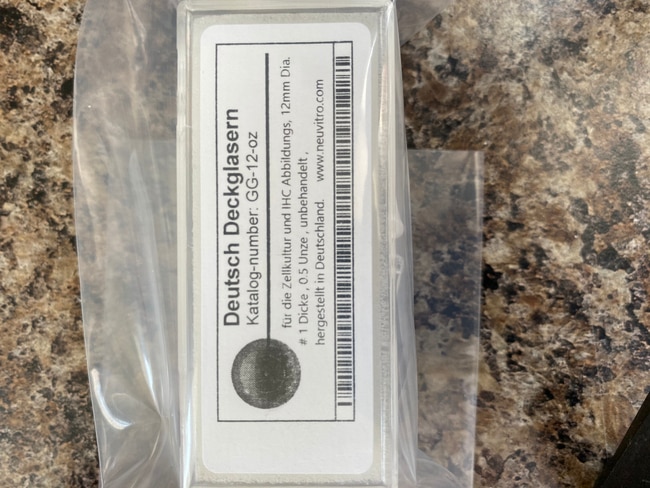 Deutsch Deckglasern
Katalog-number: GG-12-oz
für die Zellkultur und IHC Abbildungs, 12mm Dia.
# 1 Dicke , 0.5 Unze , unbehandelt ,
hergestellt in Deutschland. www.neuvitro.com